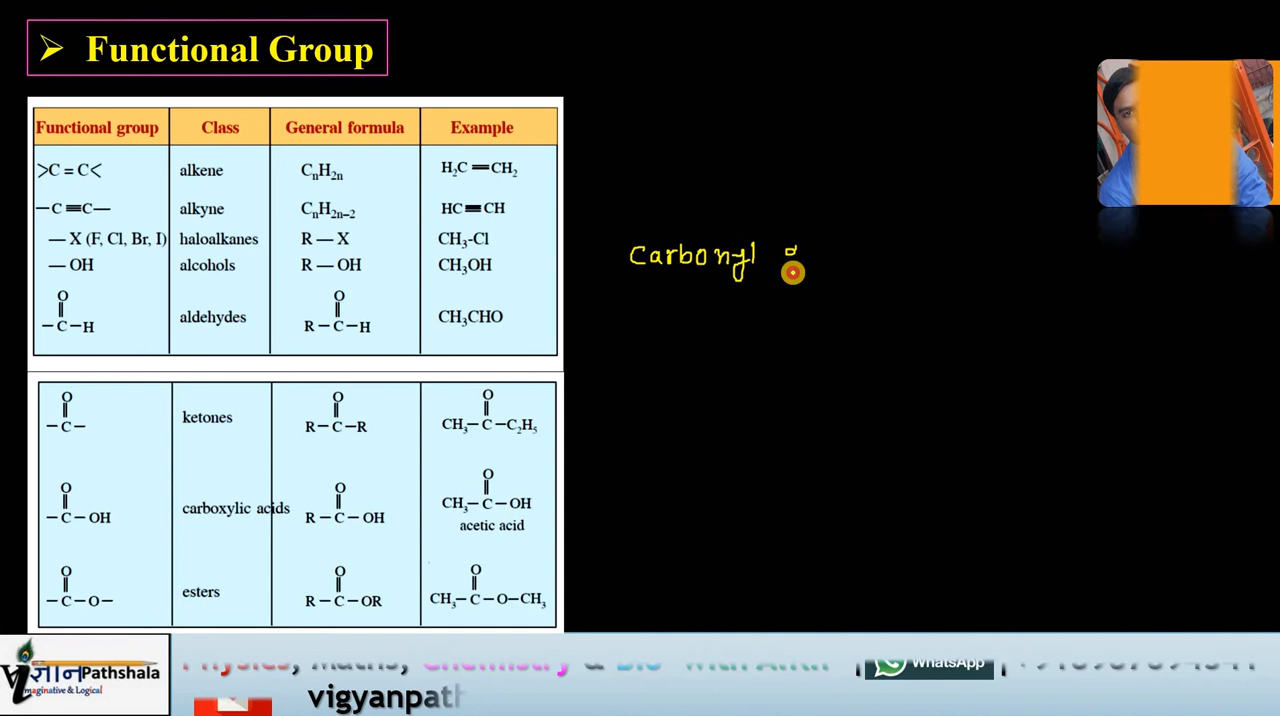 ➢ Functional Group
Functional group Class General formula Example
>C = C< alkene CnH2n H2C ═ CH2
—C ≡ C— alkyne CnH2n–2 HC ≡ CH
— X (F, Cl, Br, I) haloalkanes R — X CH3-Cl
— OH alcohols R — OH CH3OH
O O
|| ||
— C — H aldehydes R — C — H CH3CHO
O O O
|| || ||
— C — ketones R — C — R CH3 — C — C2H5
O O O
|| || ||
— C — OH carboxylic acids R — C — OH CH3 — C — OH
acetic acid
O O O
|| || ||
— C — O — esters R — C — OR CH3 — C — O — CH3
Carbonyl
विज्ञान Pathshala
Imaginative & Logical
Physics, Maths, Chemistry & Bio With | WhatsApp |
vigyanpath